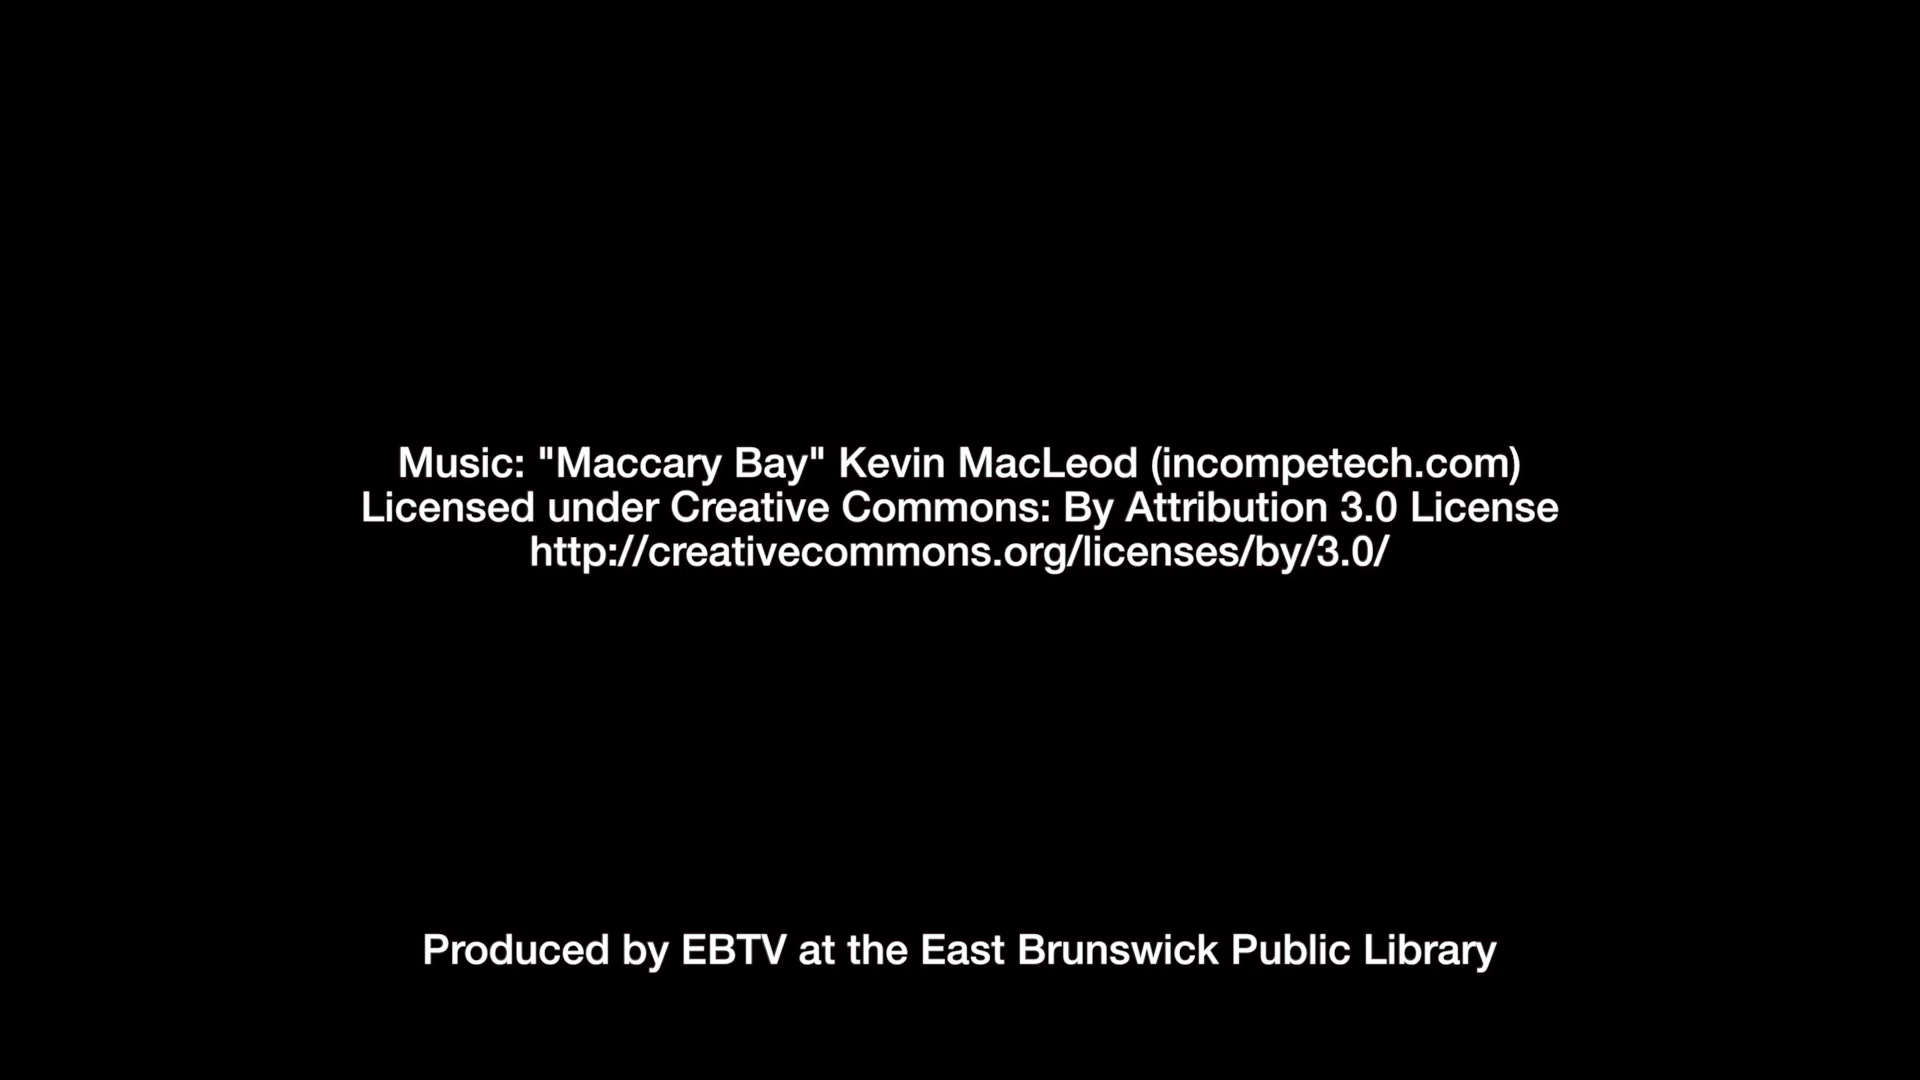 Music: "Maccary Bay" Kevin MacLeod (incompetech.com)
Licensed under Creative Commons: By Attribution 3.0 License
http://creativecommons.org/licenses/by/3.0/
Produced by EBTV at the East Brunswick Public Library